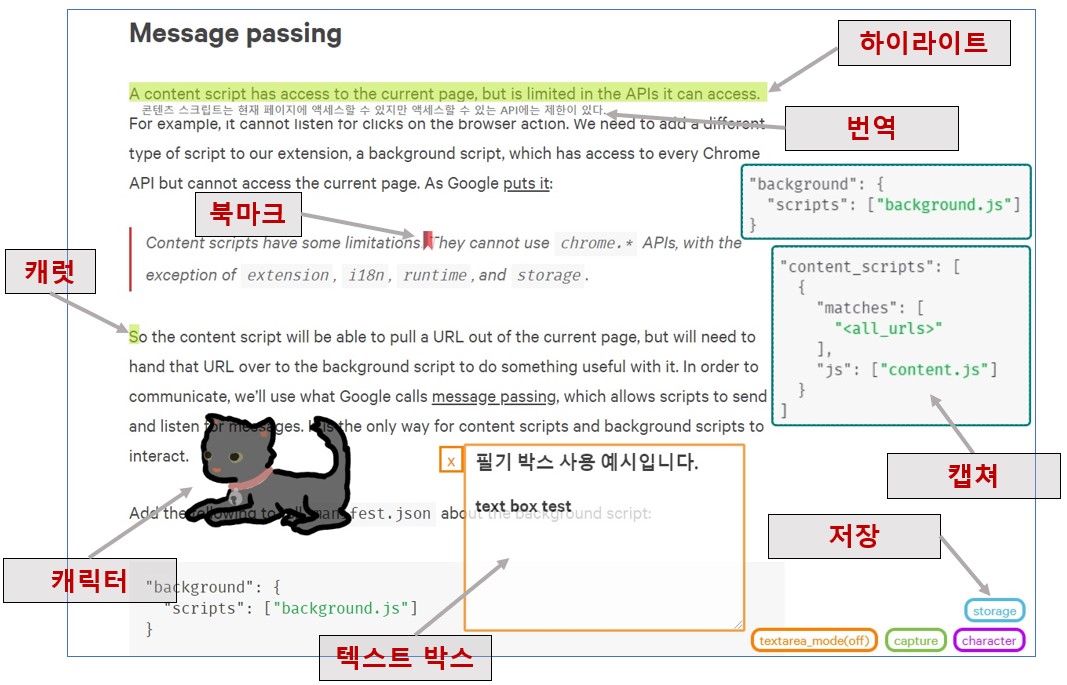 Message passing
하이라이트
A content script has access to the current page, but is limited in the APIs it can access.
콘텐츠 스크립트는 현재 페이지에 액세스할 수 있지만 액세스할 수 있는 API에는 제한이 있다.
번역
For example, it cannot listen for clicks on the browser action. We need to add a different
type of script to our extension, a background script, which has access to every Chrome
API but cannot access the current page. As Google puts it:
"background": {
"scripts": ["background.js"]
}
북마크
Content scripts have some limitations. They cannot use chrome.* APIs, with the
exception of extension, i18n, runtime, and storage.
캐럿
"content_scripts": [
{
"matches": [
"<all_urls>"
],
"js": ["content.js"]
}
]
So the content script will be able to pull a URL out of the current page, but will need to
hand that URL over to the background script to do something useful with it. In order to
communicate, we'll use what Google calls message passing, which allows scripts to send
and listen for messages. It is the only way for content scripts and background scripts to
interact.
x
필기 박스 사용 예시입니다.
text box test
캡쳐
Add the following to manifest.json about the background script:
저장
캐릭터
"background": {
"scripts": ["background.js"]
}
텍스트 박스
storage
textarea_mode(off)
capture
character